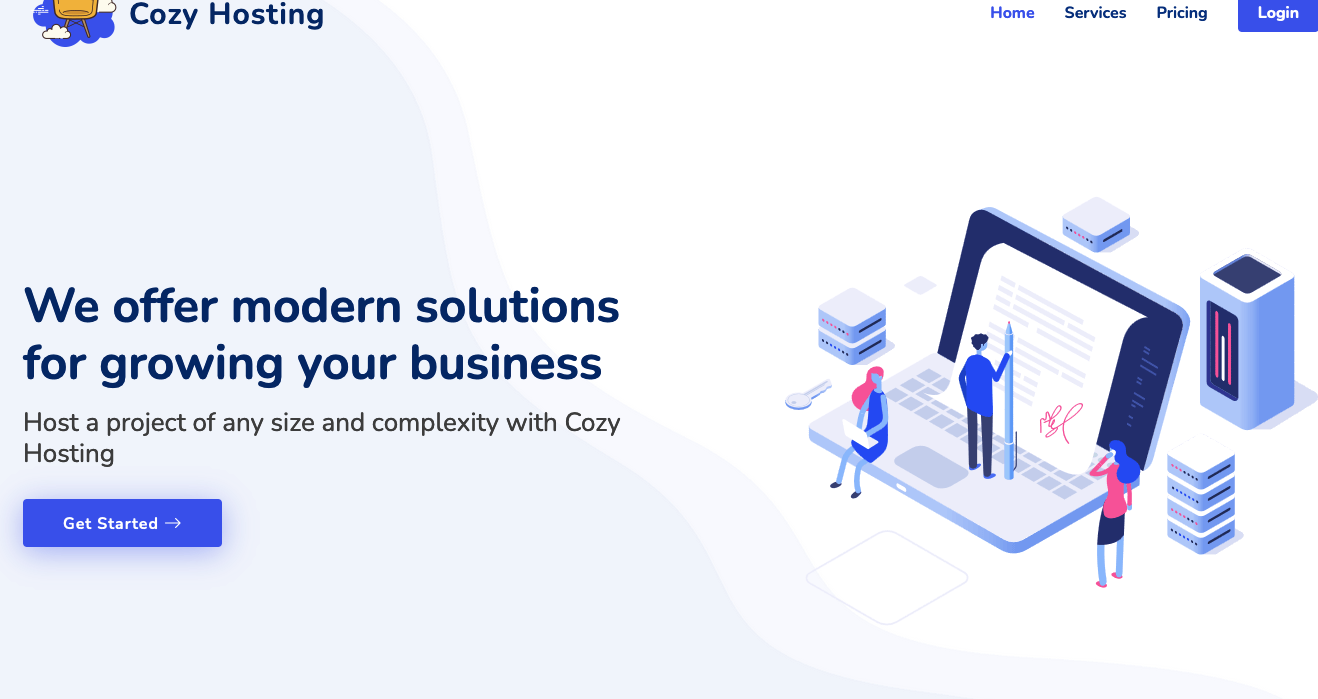 Cozy Hosting
Home Services Pricing Login
We offer modern solutions
for growing your business
Host a project of any size and complexity with Cozy
Hosting
Get Started →